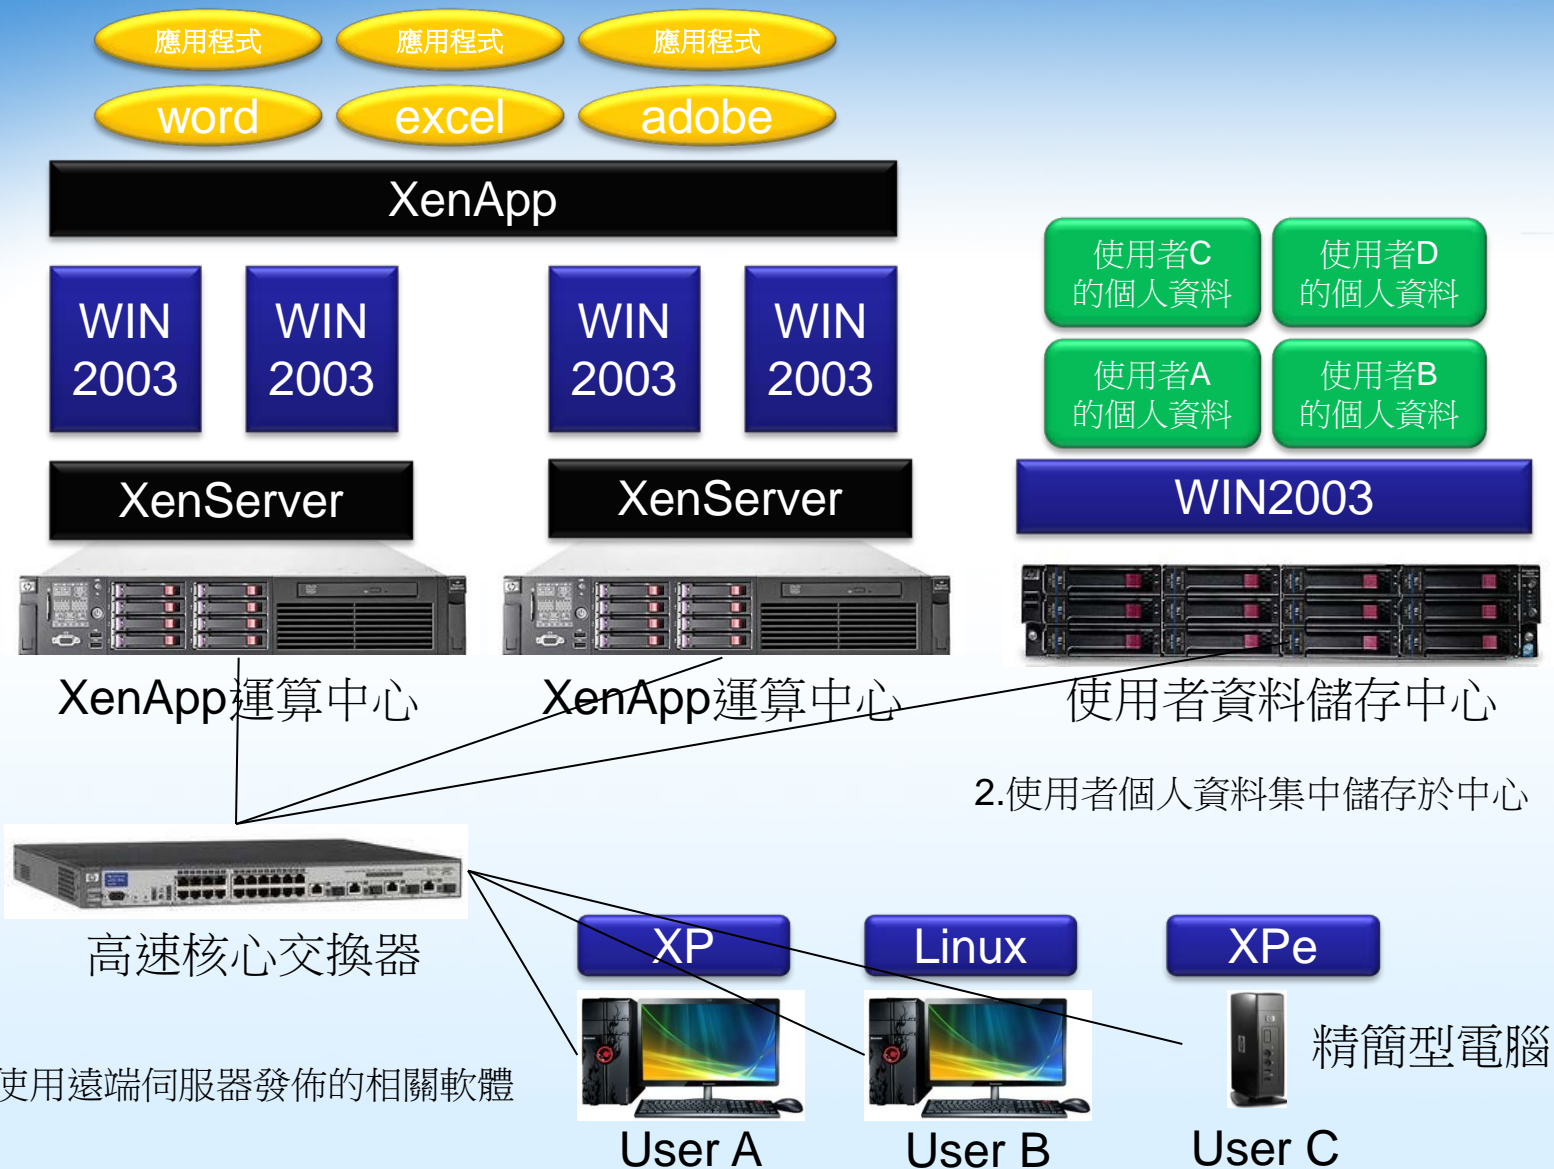 應用程式
應用程式
應用程式
word
excel
adobe
XenApp
WIN
2003
WIN
2003
WIN
2003
WIN
2003
使用者C
的個人資料
使用者D
的個人資料
使用者A
的個人資料
使用者B
的個人資料
XenServer
XenServer
WIN2003
XenApp運算中心
XenApp運算中心
使用者資料儲存中心
2.使用者個人資料集中儲存於中心
高速核心交換器
XP
Linux
XPe
精簡型電腦
使用遠端伺服器發佈的相關軟體
User A
User B
User C